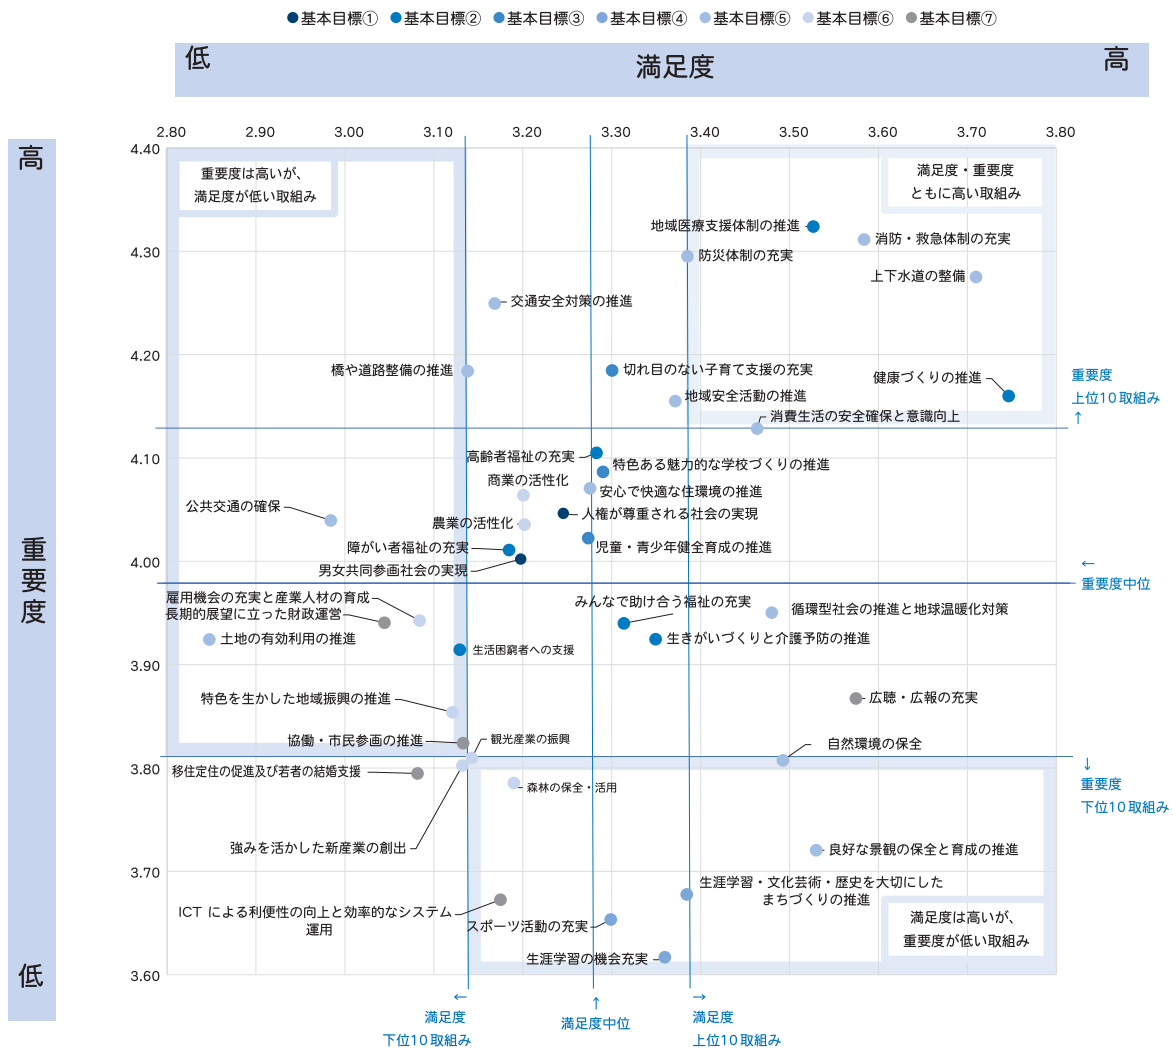 基本目標① 基本目標② 基本目標③ 基本目標④ 基本目標⑤ 基本目標⑥ 基本目標⑦
低 満足度 高
2.80 2.90 3.00 3.10 3.20 3.30 3.40 3.50 3.60 3.70 3.80
高
重要度
低
4.40
4.30
4.20
4.10
4.00
3.90
3.80
3.70
3.60
重要度は高いが、
満足度が低い取組み
満足度・重要度
ともに高い取組み
地域医療支援体制の推進
消防・救急体制の充実
防災体制の充実
上下水道の整備
交通安全対策の推進
橋や道路整備の推進
切れ目のない子育て支援の充実
健康づくりの推進
地域安全活動の推進
消費生活の安全確保と意識向上
重要度
上位10取組み
↑
高齢者福祉の充実
特色ある魅力的な学校づくりの推進
商業の活性化
安心で快適な住環境の推進
公共交通の確保
人権が尊重される社会の実現
農業の活性化
障がい者福祉の充実
児童・青少年健全育成の推進
男女共同参画社会の実現
←
重要度中位
雇用機会の充実と産業人材の育成
みんなで助け合う福祉の充実
循環型社会の推進と地球温暖化対策
長期的展望に立った財政運営
土地の有効利用の推進
生きがいづくりと介護予防の推進
生活困窮者への支援
特色を生かした地域振興の推進
広聴・広報の充実
協働・市民参画の推進
観光産業の振興
自然環境の保全
移住定住の促進及び若者の結婚支援
↓
重要度
下位10取組み
森林の保全・活用
強みを活かした新産業の創出
良好な景観の保全と育成の推進
生涯学習・文化芸術・歴史を大切にした
まちづくりの推進
ICT による利便性の向上と効率的なシステム
運用
スポーツ活動の充実
満足度は高いが、
重要度が低い取組み
生涯学習の機会充実
←
満足度
下位10取組み
↑
満足度中位
→
満足度
上位10取組み